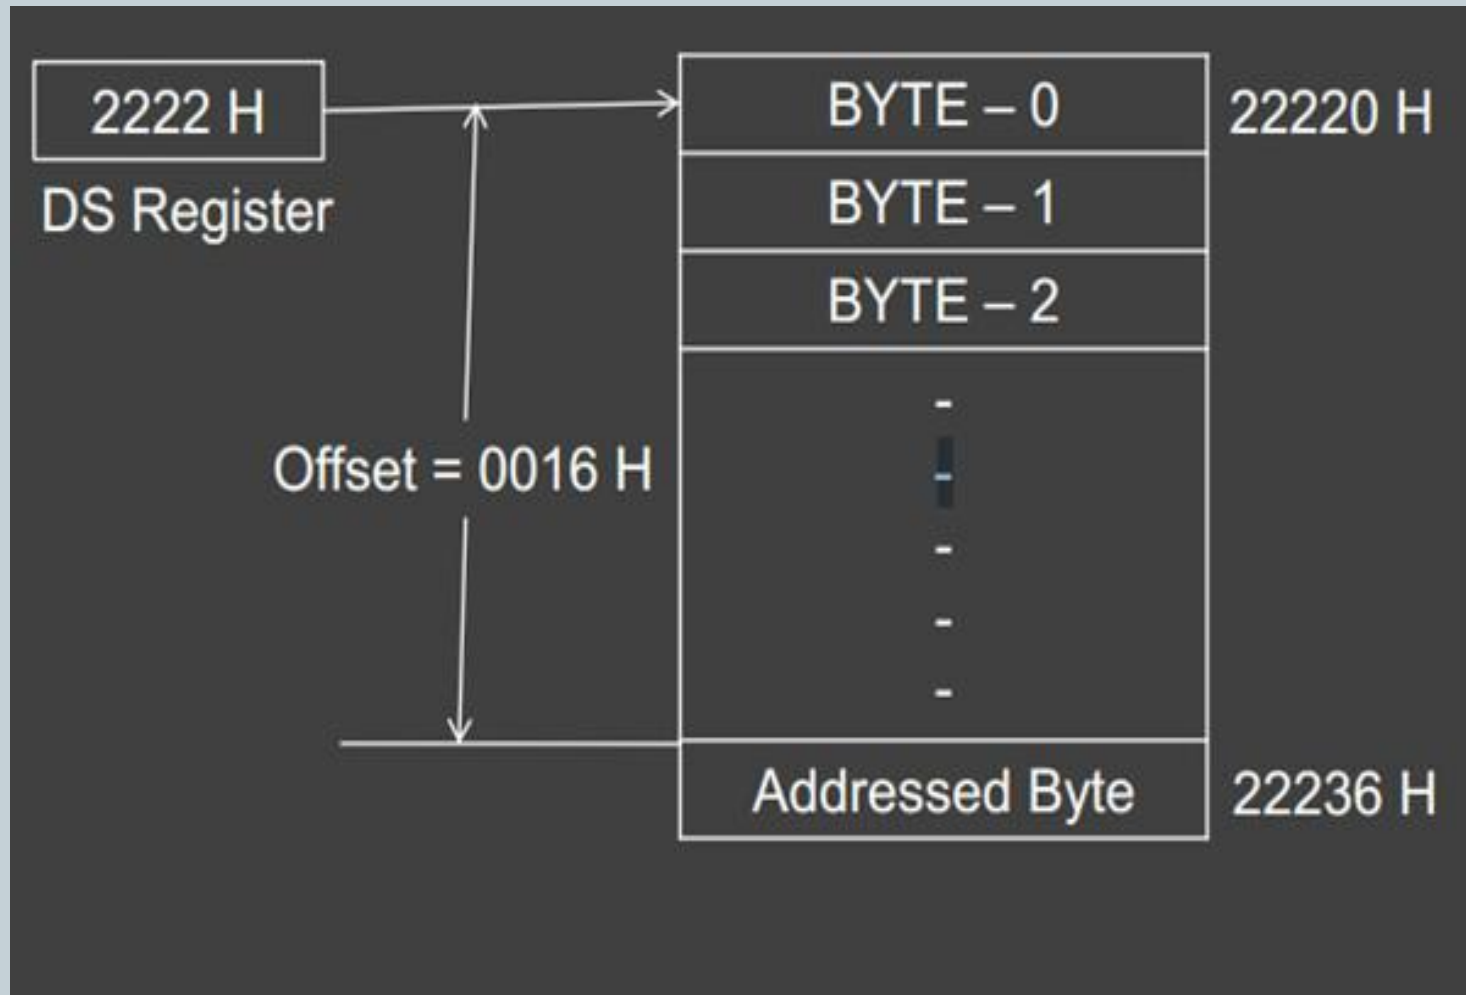 2222 H
DS Register
BYTE – 0
22220 H
BYTE – 1
BYTE – 2
-
-
Offset = 0016 H
-
-
-
Addressed Byte
22236 H